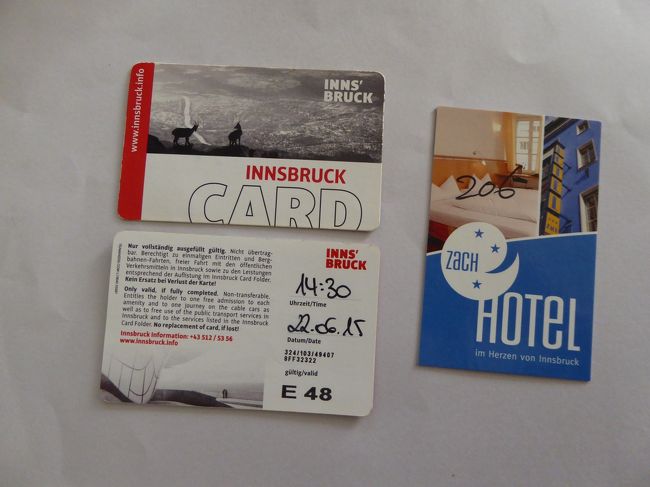 www.innsbruck.info
INNS'
BRUCK
INNSBRUCK
CARD
Nur vollständig ausgefüllt gültig. Nicht übertrag-
bar. Berechtigt zu einmaligen Eintritten und Berg-
bahnen-Fahrten, freier Fahrt mit den öffentlichen
Verkehrsmitteln in Innsbruck sowie zu den Leistungen
entsprechend der Auflistung im Innsbruck Card Folder.
Kein Ersatz bei Verlust der Karte!
Only valid, if fully completed. Non-transferable.
Entitles the holder to one free admission to each
amenity and to one journey on the cable cars as
well as to free use of the public transport services in
Innsbruck and to the services listed in the Innsbruck
Card Folder. No replacement of card, if lost!
Innsbruck Information: +43 512 / 53 56
www.innsbruck.info
INNS'
BRUCK
14:30
Uhrzeit/Time
22.06.15
Datum/Date
324/103/49407
8FF32322
gültig/valid
E 48
206
ZACH
HOTEL
im Herzen von Innsbruck